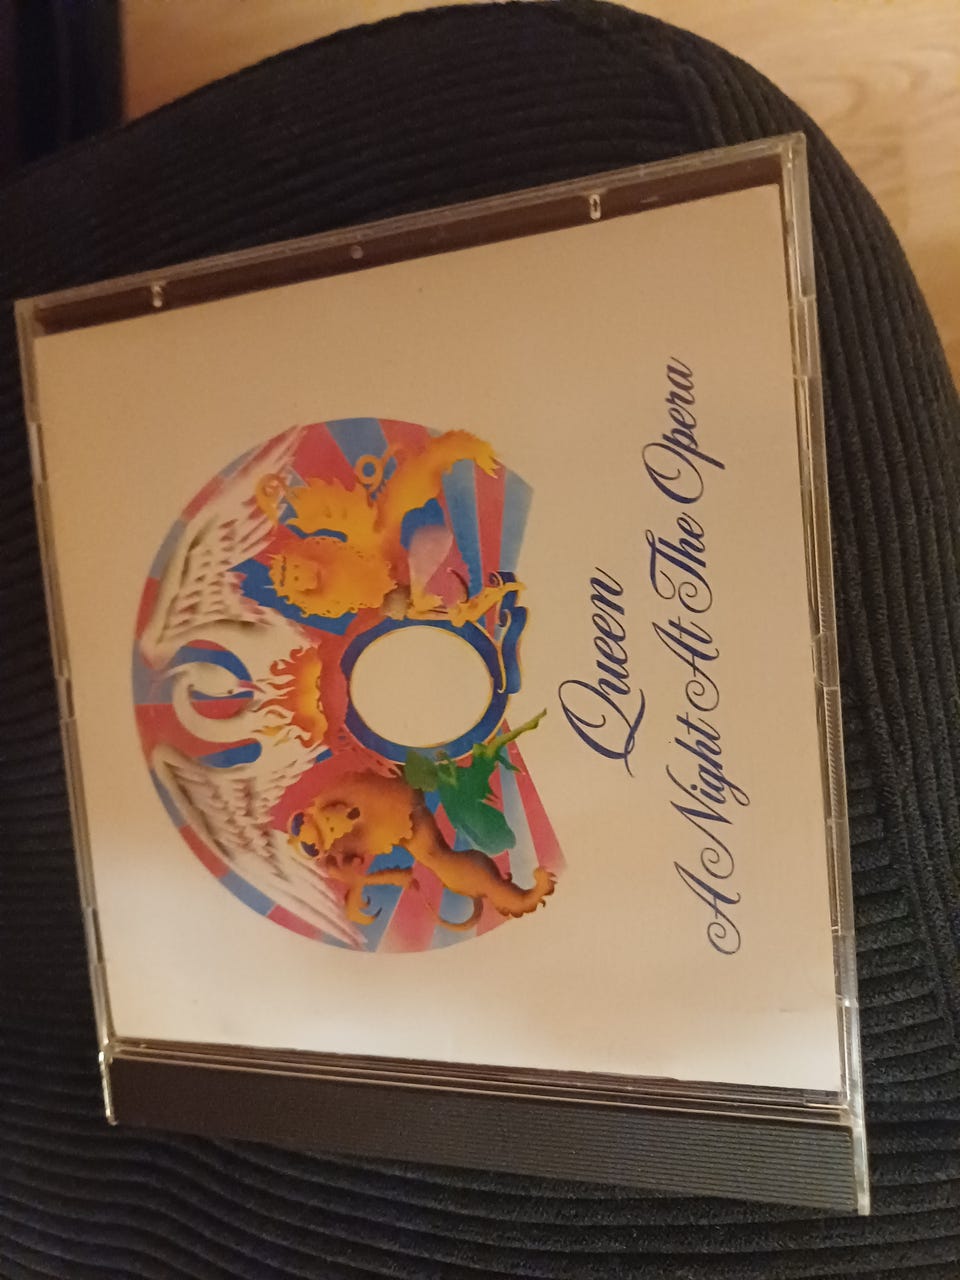 Queen
A Night At The Opera